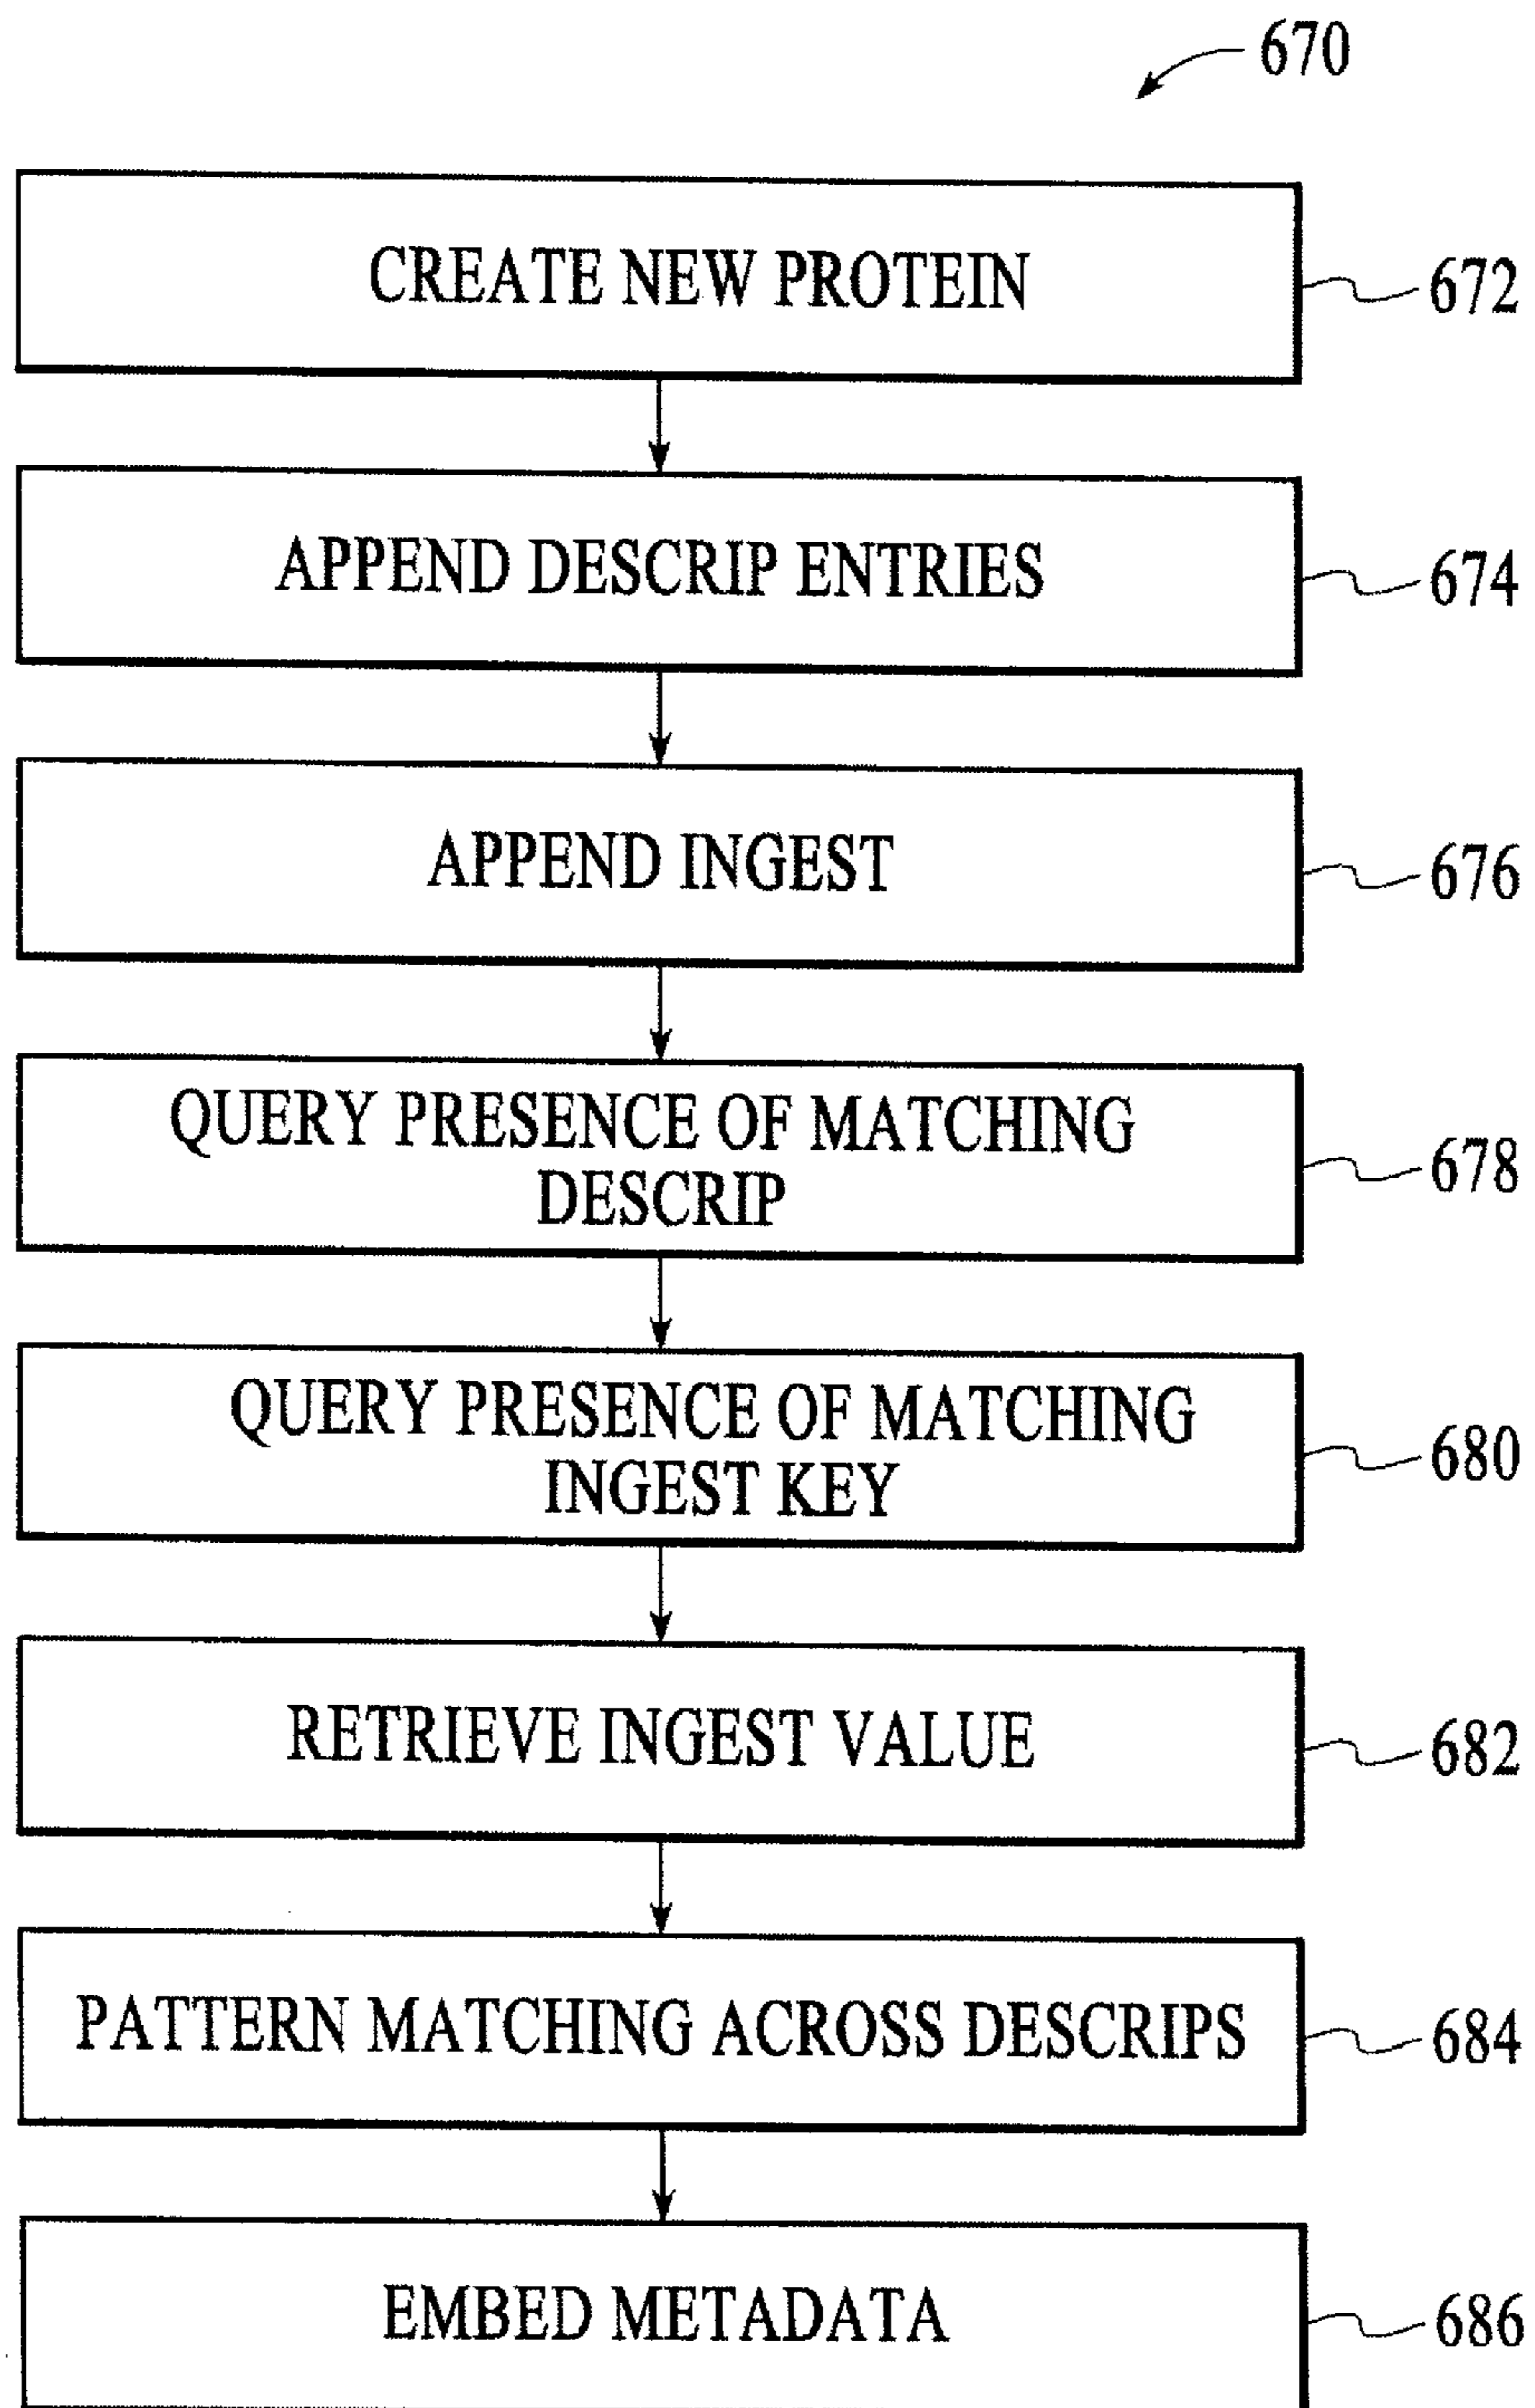 670
CREATE NEW PROTEIN
672
APPEND DESCRIP ENTRIES
674
APPEND INGEST
676
QUERY PRESENCE OF MATCHING
DESCRIP
678
QUERY PRESENCE OF MATCHING
INGEST KEY
680
RETRIEVE INGEST VALUE
682
PATTERN MATCHING ACROSS DESCRIPS
684
EMBED METADATA
686